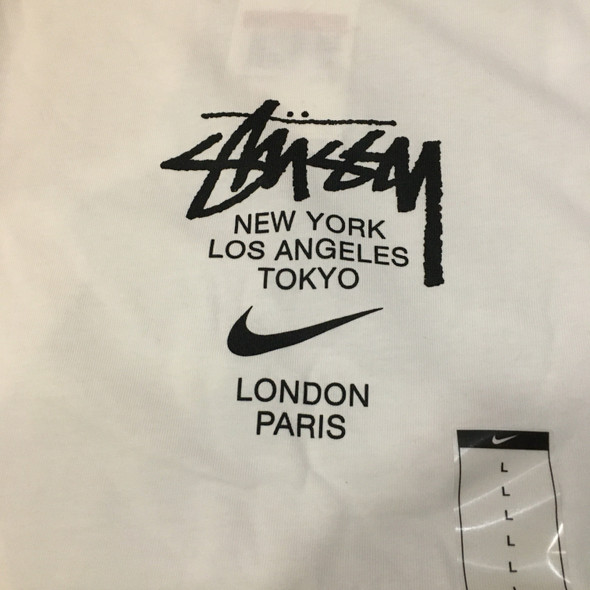 Stüssy
NEW YORK
LOS ANGELES
TOKYO
LONDON
PARIS
L
L
L
L
L